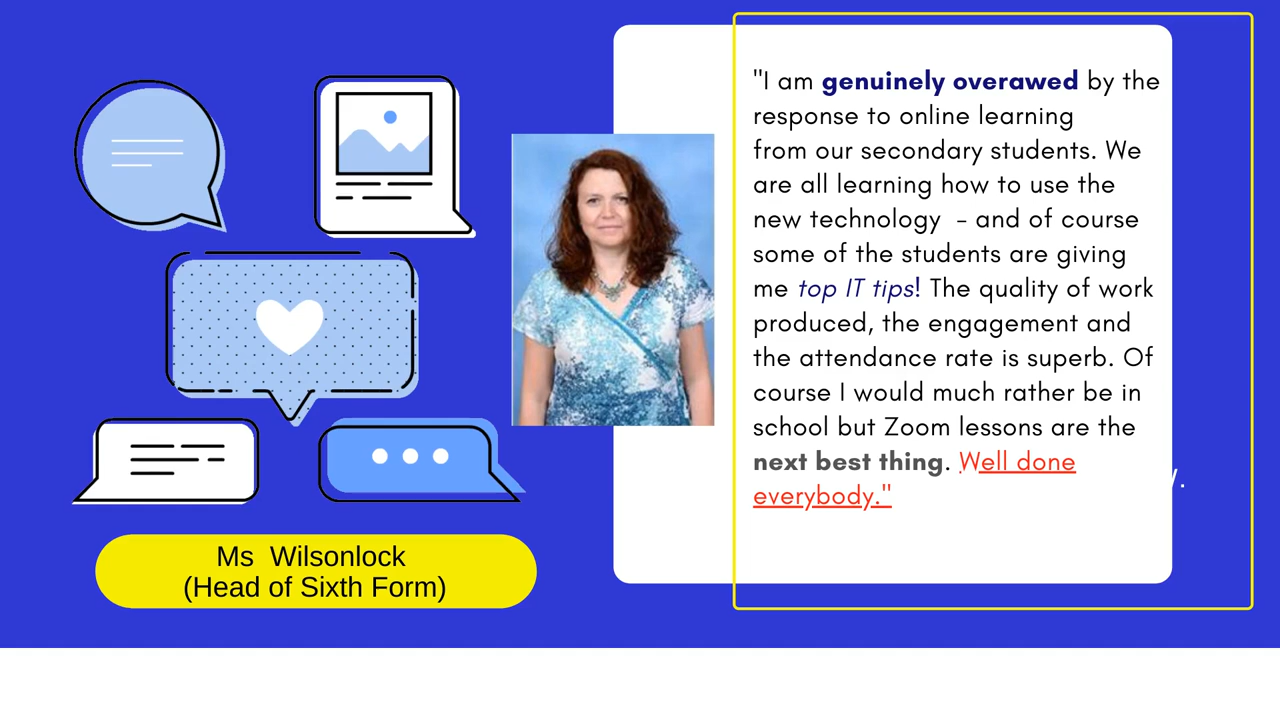 "I am genuinely overawed by the
response to online learning
from our secondary students. We
are all learning how to use the
new technology - and of course
some of the students are giving
me top IT tips! The quality of work
produced, the engagement and
the attendance rate is superb. Of
course I would much rather be in
school but Zoom lessons are the
next best thing. Well done
everybody."
Ms Wilsonlock
(Head of Sixth Form)